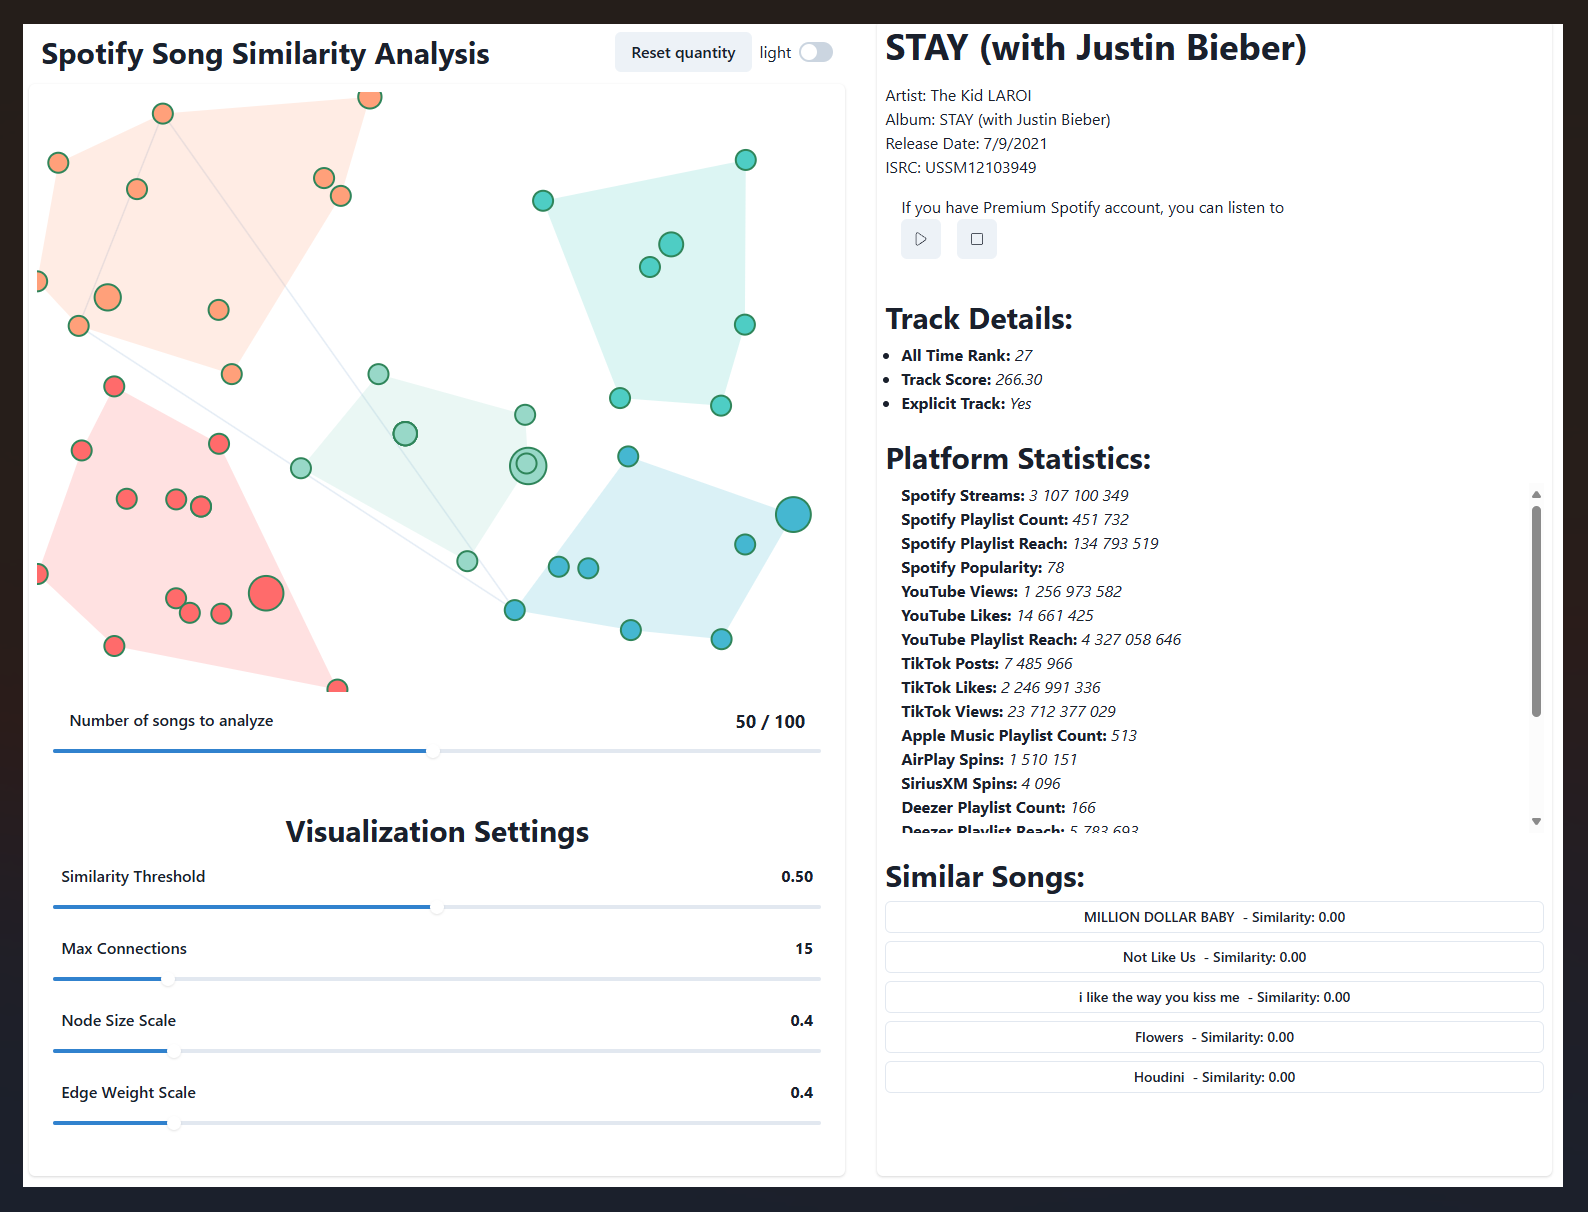 Spotify Song Similarity Analysis
Reset quantity
light
Number of songs to analyze
50 / 100
Visualization Settings
Similarity Threshold
0.50
Max Connections
15
Node Size Scale
0.4
Edge Weight Scale
0.4
STAY (with Justin Bieber)
Artist: The Kid LAROI
Album: STAY (with Justin Bieber)
Release Date: 7/9/2021
ISRC: USSM12103949
If you have Premium Spotify account, you can listen to
Track Details:
All Time Rank: 27
Track Score: 266.30
Explicit Track: Yes
Platform Statistics:
Spotify Streams: 3 107 100 349
Spotify Playlist Count: 451 732
Spotify Playlist Reach: 134 793 519
Spotify Popularity: 78
YouTube Views: 1 256 973 582
YouTube Likes: 14 661 425
YouTube Playlist Reach: 4 327 058 646
TikTok Posts: 7 485 966
TikTok Likes: 2 246 991 336
TikTok Views: 23 712 377 029
Apple Music Playlist Count: 513
AirPlay Spins: 1 510 151
SiriusXM Spins: 4 096
Deezer Playlist Count: 166
Deezer Playlist Reach: 5 783 693
Similar Songs:
MILLION DOLLAR BABY - Similarity: 0.00
Not Like Us - Similarity: 0.00
i like the way you kiss me - Similarity: 0.00
Flowers - Similarity: 0.00
Houdini - Similarity: 0.00